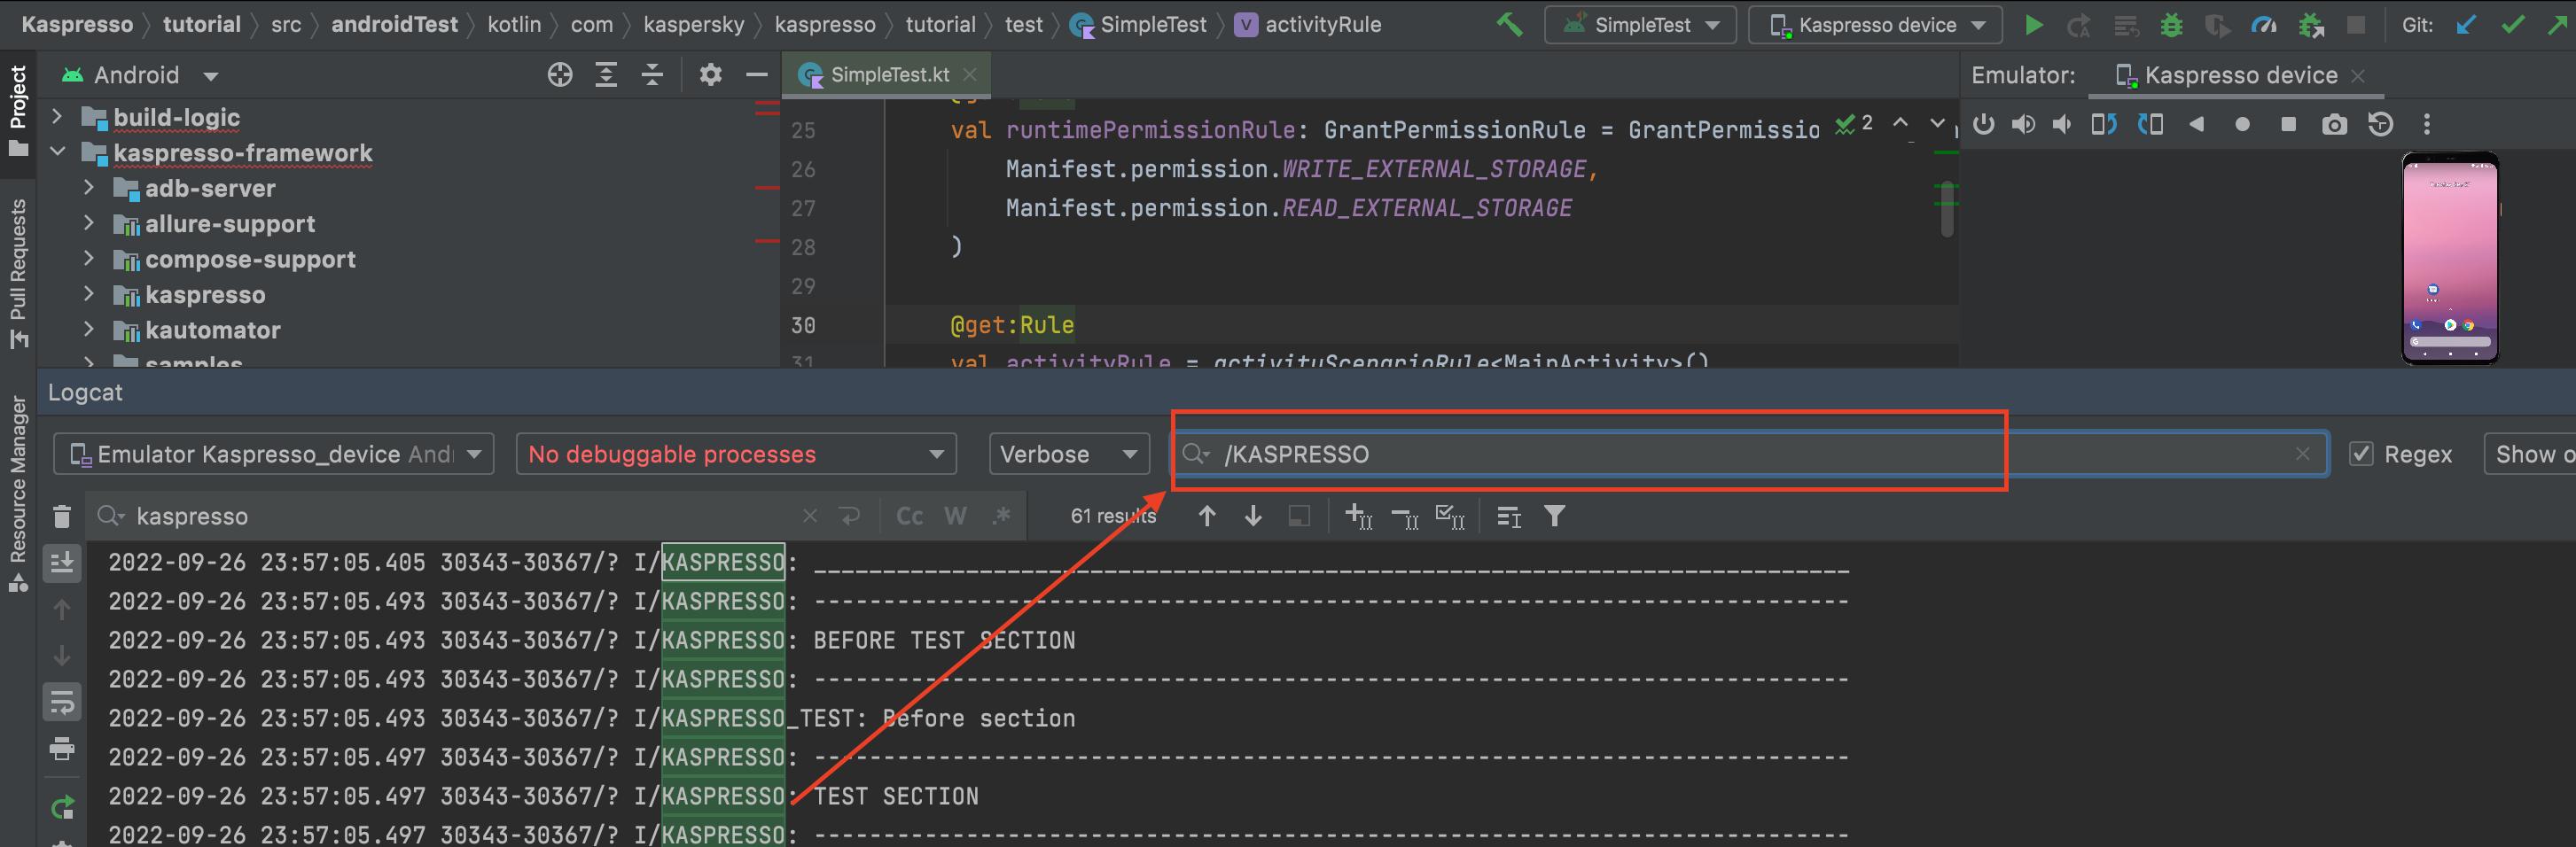 Kaspresso tutorial src androidTest kotlin com kaspersky kaspresso tutorial test SimpleTest V activityRule SimpleTest Kaspresso device Git:
Project
Pull Requests
Resource Manager
Android
build-logic
kaspresso-framework
adb-server
allure-support
compose-support
kaspresso
kautomator
samples
SimpleTest.kt
25 val runtimePermissionRule: GrantPermissionRule = GrantPermissio 2
26 Manifest.permission.WRITE_EXTERNAL_STORAGE,
27 Manifest.permission.READ_EXTERNAL_STORAGE
28 )
29
30 @get:Rule
31 val activityRule = activityScenarioRule<MainActivity>()
Emulator: Kaspresso device
Logcat
Emulator Kaspresso_device And No debuggable processes Verbose /KASPRESSO Regex Show o
kaspresso Cc W .* 61 results
2022-09-26 23:57:05.405 30343-30367/? I/KASPRESSO: ___________________________________________________________________________
2022-09-26 23:57:05.493 30343-30367/? I/KASPRESSO: ---------------------------------------------------------------------------
2022-09-26 23:57:05.493 30343-30367/? I/KASPRESSO: BEFORE TEST SECTION
2022-09-26 23:57:05.493 30343-30367/? I/KASPRESSO: ---------------------------------------------------------------------------
2022-09-26 23:57:05.493 30343-30367/? I/KASPRESSO_TEST: Before section
2022-09-26 23:57:05.497 30343-30367/? I/KASPRESSO: ---------------------------------------------------------------------------
2022-09-26 23:57:05.497 30343-30367/? I/KASPRESSO: TEST SECTION
2022-09-26 23:57:05.497 30343-30367/? I/KASPRESSO: ---------------------------------------------------------------------------